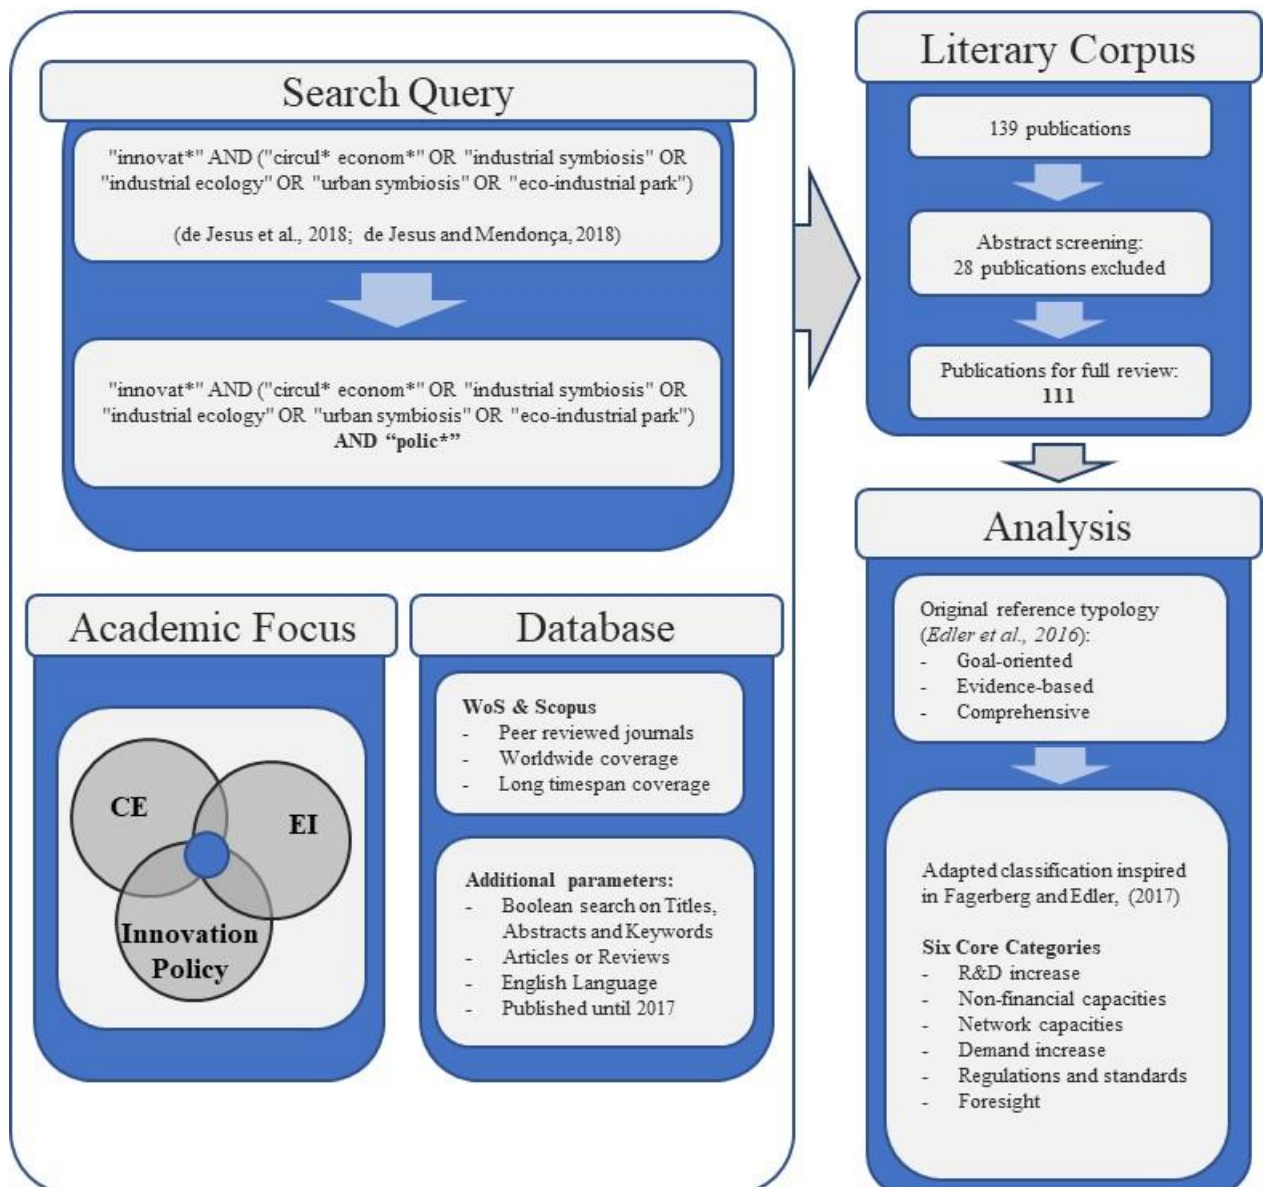 Search Query
"innovat*" AND ("circul* econom*" OR "industrial symbiosis" OR
"industrial ecology" OR "urban symbiosis" OR "eco-industrial park")
(de Jesus et al., 2018; de Jesus and Mendonça, 2018)
"innovat*" AND ("circul* econom*" OR "industrial symbiosis" OR
"industrial ecology" OR "urban symbiosis" OR "eco-industrial park")
AND “polic*”
Academic Focus
CE
EI
Innovation
Policy
Database
WoS & Scopus
- Peer reviewed journals
- Worldwide coverage
- Long timespan coverage
Additional parameters:
- Boolean search on Titles,
Abstracts and Keywords
- Articles or Reviews
- English Language
- Published until 2017
Literary Corpus
139 publications
Abstract screening:
28 publications excluded
Publications for full review:
111
Analysis
Original reference typology
(Edler et al., 2016):
- Goal-oriented
- Evidence-based
- Comprehensive
Adapted classification inspired
in Fagerberg and Edler, (2017)
Six Core Categories
- R&D increase
- Non-financial capacities
- Network capacities
- Demand increase
- Regulations and standards
- Foresight